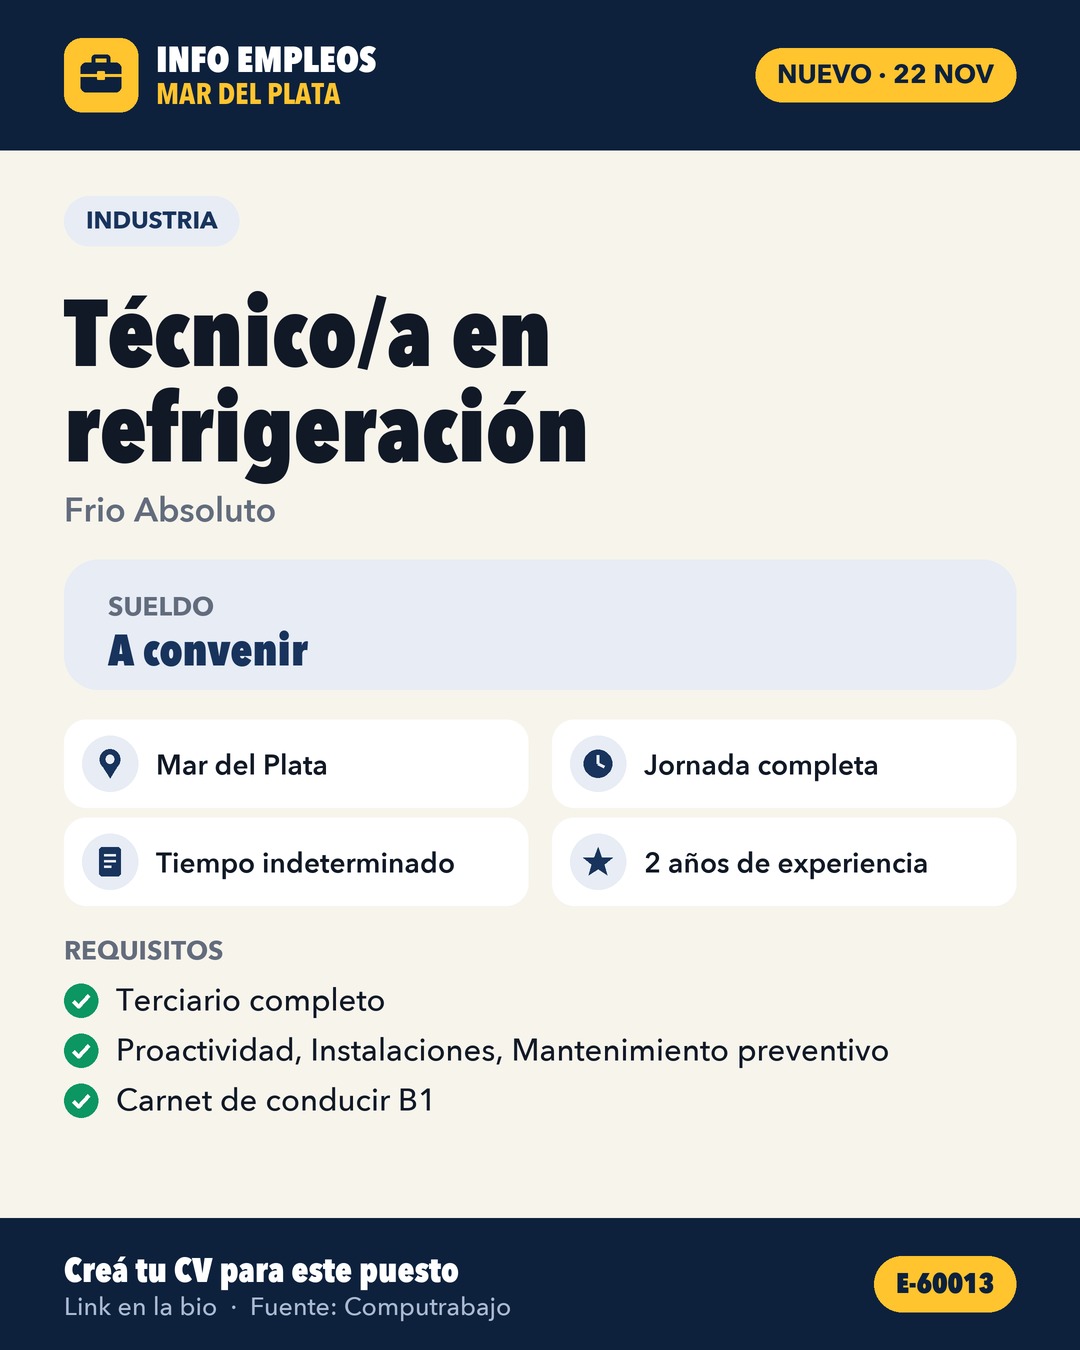 INFO EMPLEOS
MAR DEL PLATA
NUEVO · 22 NOV
INDUSTRIA
Técnico/a en
refrigeración
Frio Absoluto
SUELDO
A convenir
Mar del Plata
Jornada completa
Tiempo indeterminado
2 años de experiencia
REQUISITOS
Terciario completo
Proactividad, Instalaciones, Mantenimiento preventivo
Carnet de conducir B1
Creá tu CV para este puesto
Link en la bio · Fuente: Computrabajo
E-60013